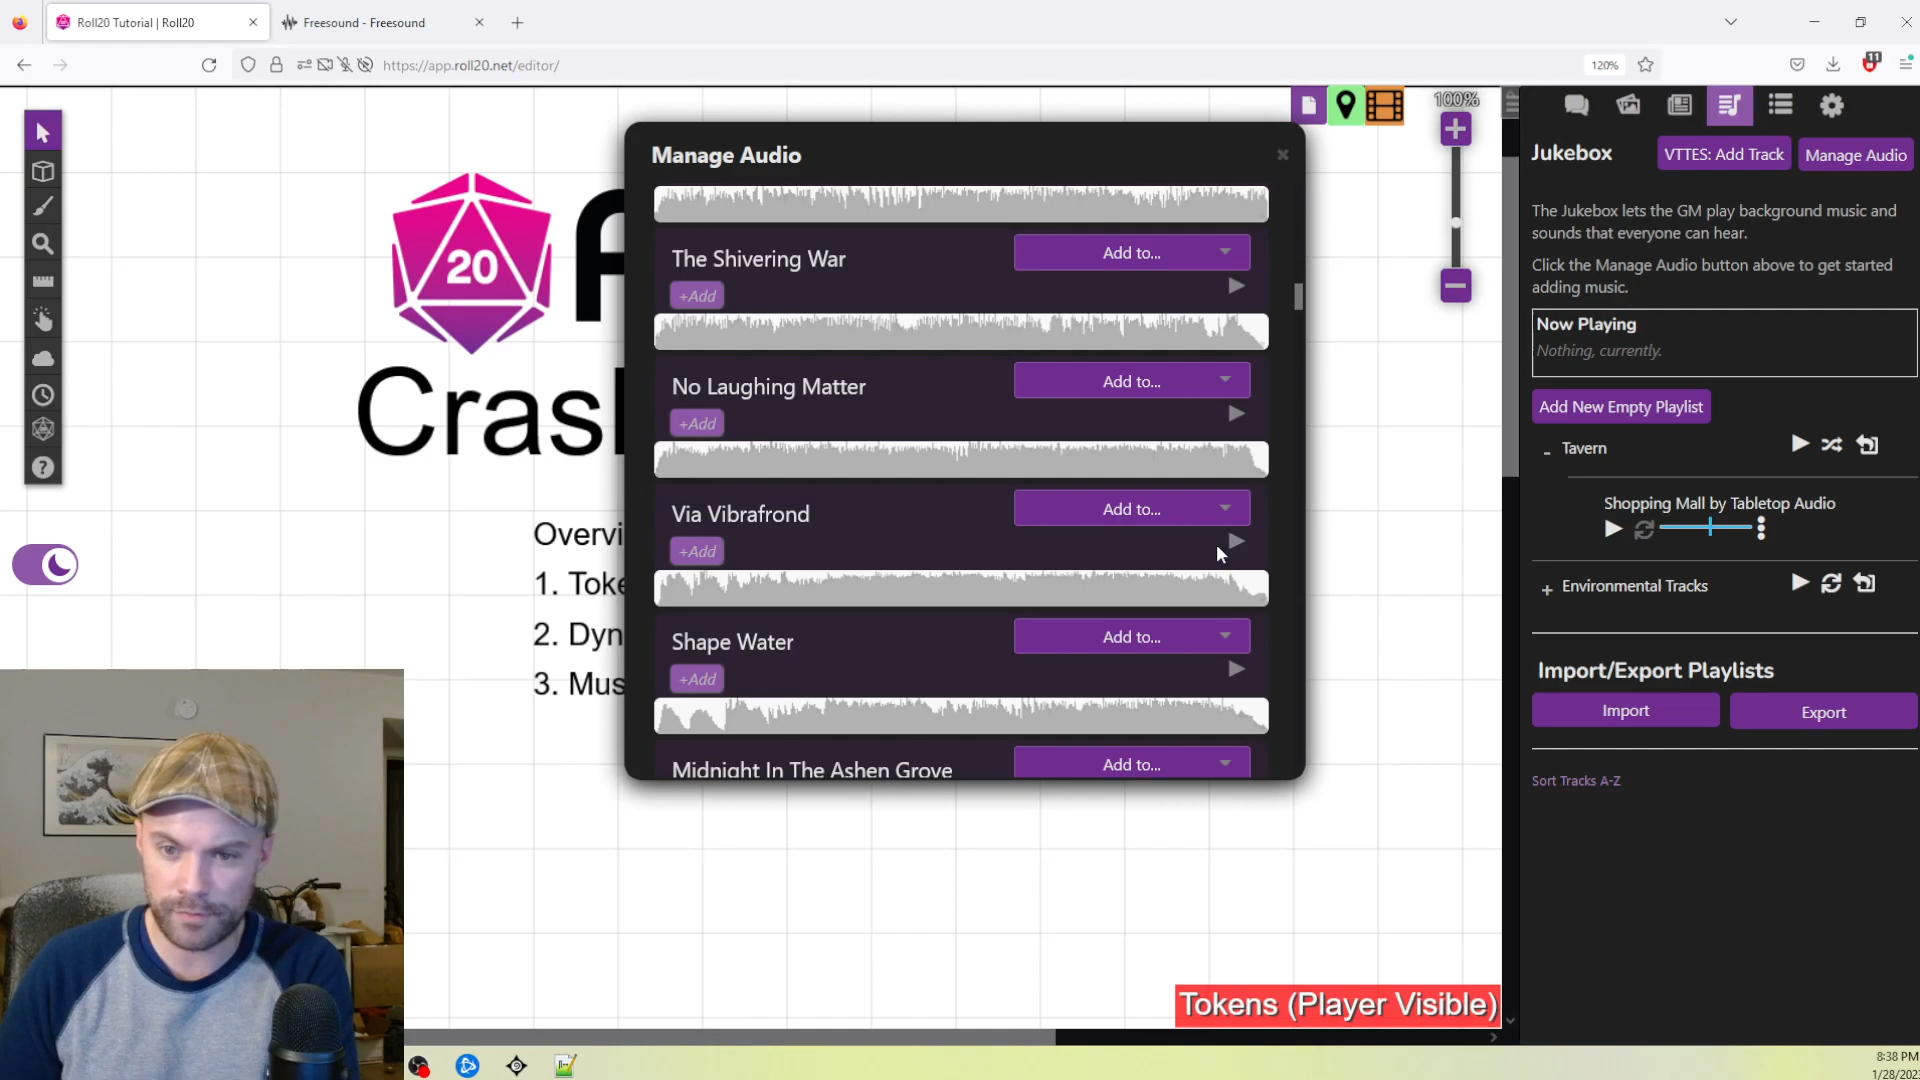 Roll20 Tutorial | Roll20
Freesound - Freesound
https://app.roll20.net/editor/
120%
11
100%
Manage Audio
Jukebox
VTTES: Add Track
Manage Audio
The Jukebox lets the GM play background music and
sounds that everyone can hear.
Click the Manage Audio button above to get started
adding music.
Now Playing
Nothing, currently.
Add New Empty Playlist
Tavern
Shopping Mall by Tabletop Audio
Environmental Tracks
Import/Export Playlists
Import
Export
Sort Tracks A-Z
The Shivering War
Add to...
+Add
No Laughing Matter
Add to...
+Add
Via Vibrafrond
Add to...
+Add
Shape Water
Add to...
+Add
Midnight In The Ashen Grove
Add to...
20
Cras
Overvi
1. Toke
2. Dyn
3. Mus
Tokens (Player Visible)
8:38 PM
1/28/202